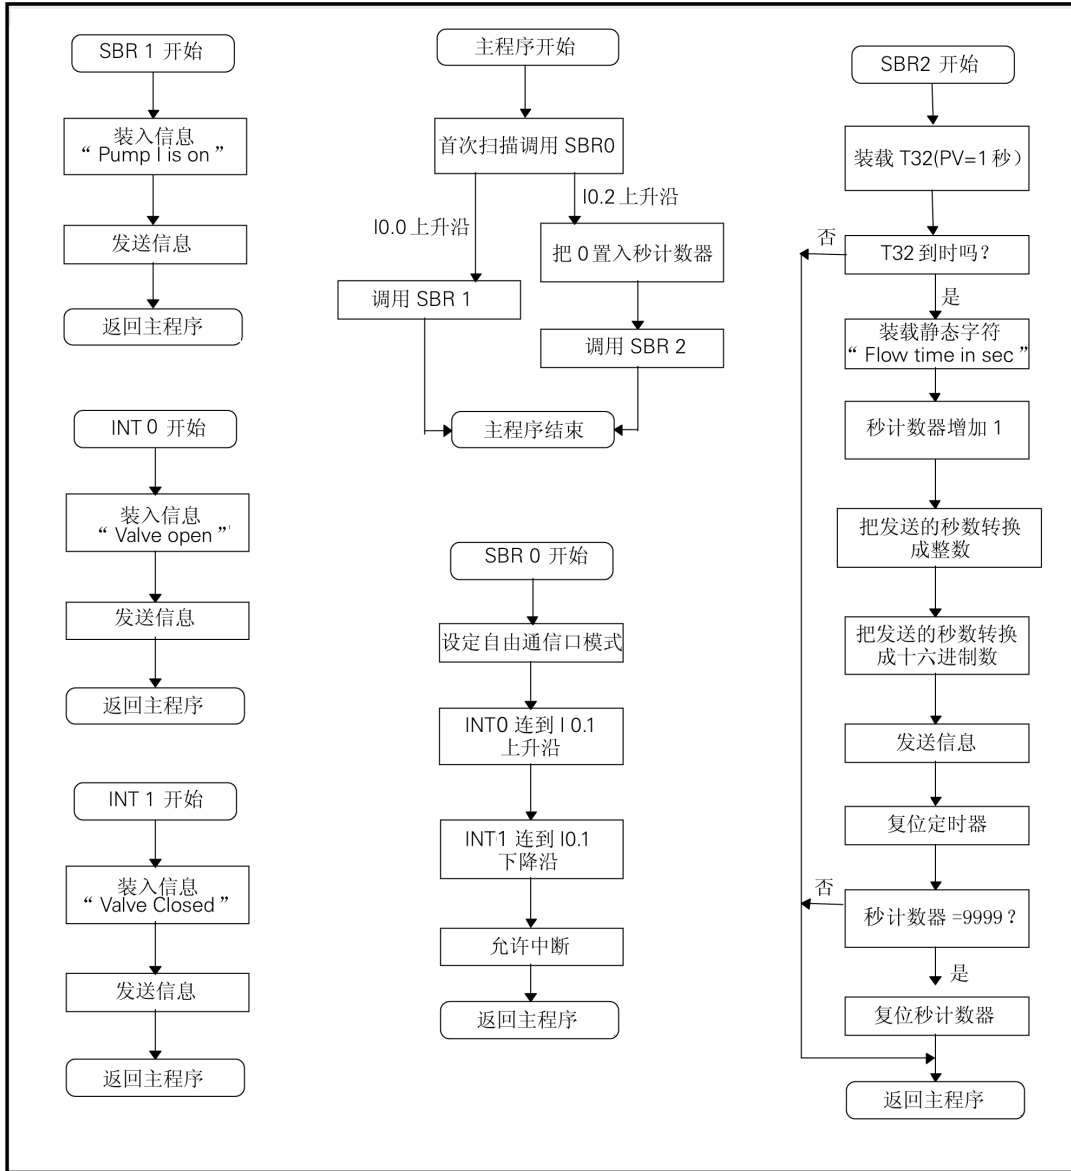 SBR 1 开始
装入信息
“ Pump I is on ”
发送信息
返回主程序
INT 0 开始
装入信息
“ Valve open ”
发送信息
返回主程序
INT 1 开始
装入信息
“ Valve Closed ”
发送信息
返回主程序
主程序开始
首次扫描调用 SBR0
I0.0 上升沿
I0.2 上升沿
把 0 置入秒计数器
调用 SBR 1
调用 SBR 2
主程序结束
SBR 0 开始
设定自由通信口模式
INT0 连到 I 0.1
上升沿
INT1 连到 I0.1
下降沿
允许中断
返回主程序
SBR2 开始
装载 T32(PV=1 秒）
T32 到时吗？
否
是
装载静态字符
“ Flow time in sec ”
秒计数器增加 1
把发送的秒数转换
成整数
把发送的秒数转换
成十六进制数
发送信息
复位定时器
秒计数器 =9999？
否
是
复位秒计数器
返回主程序